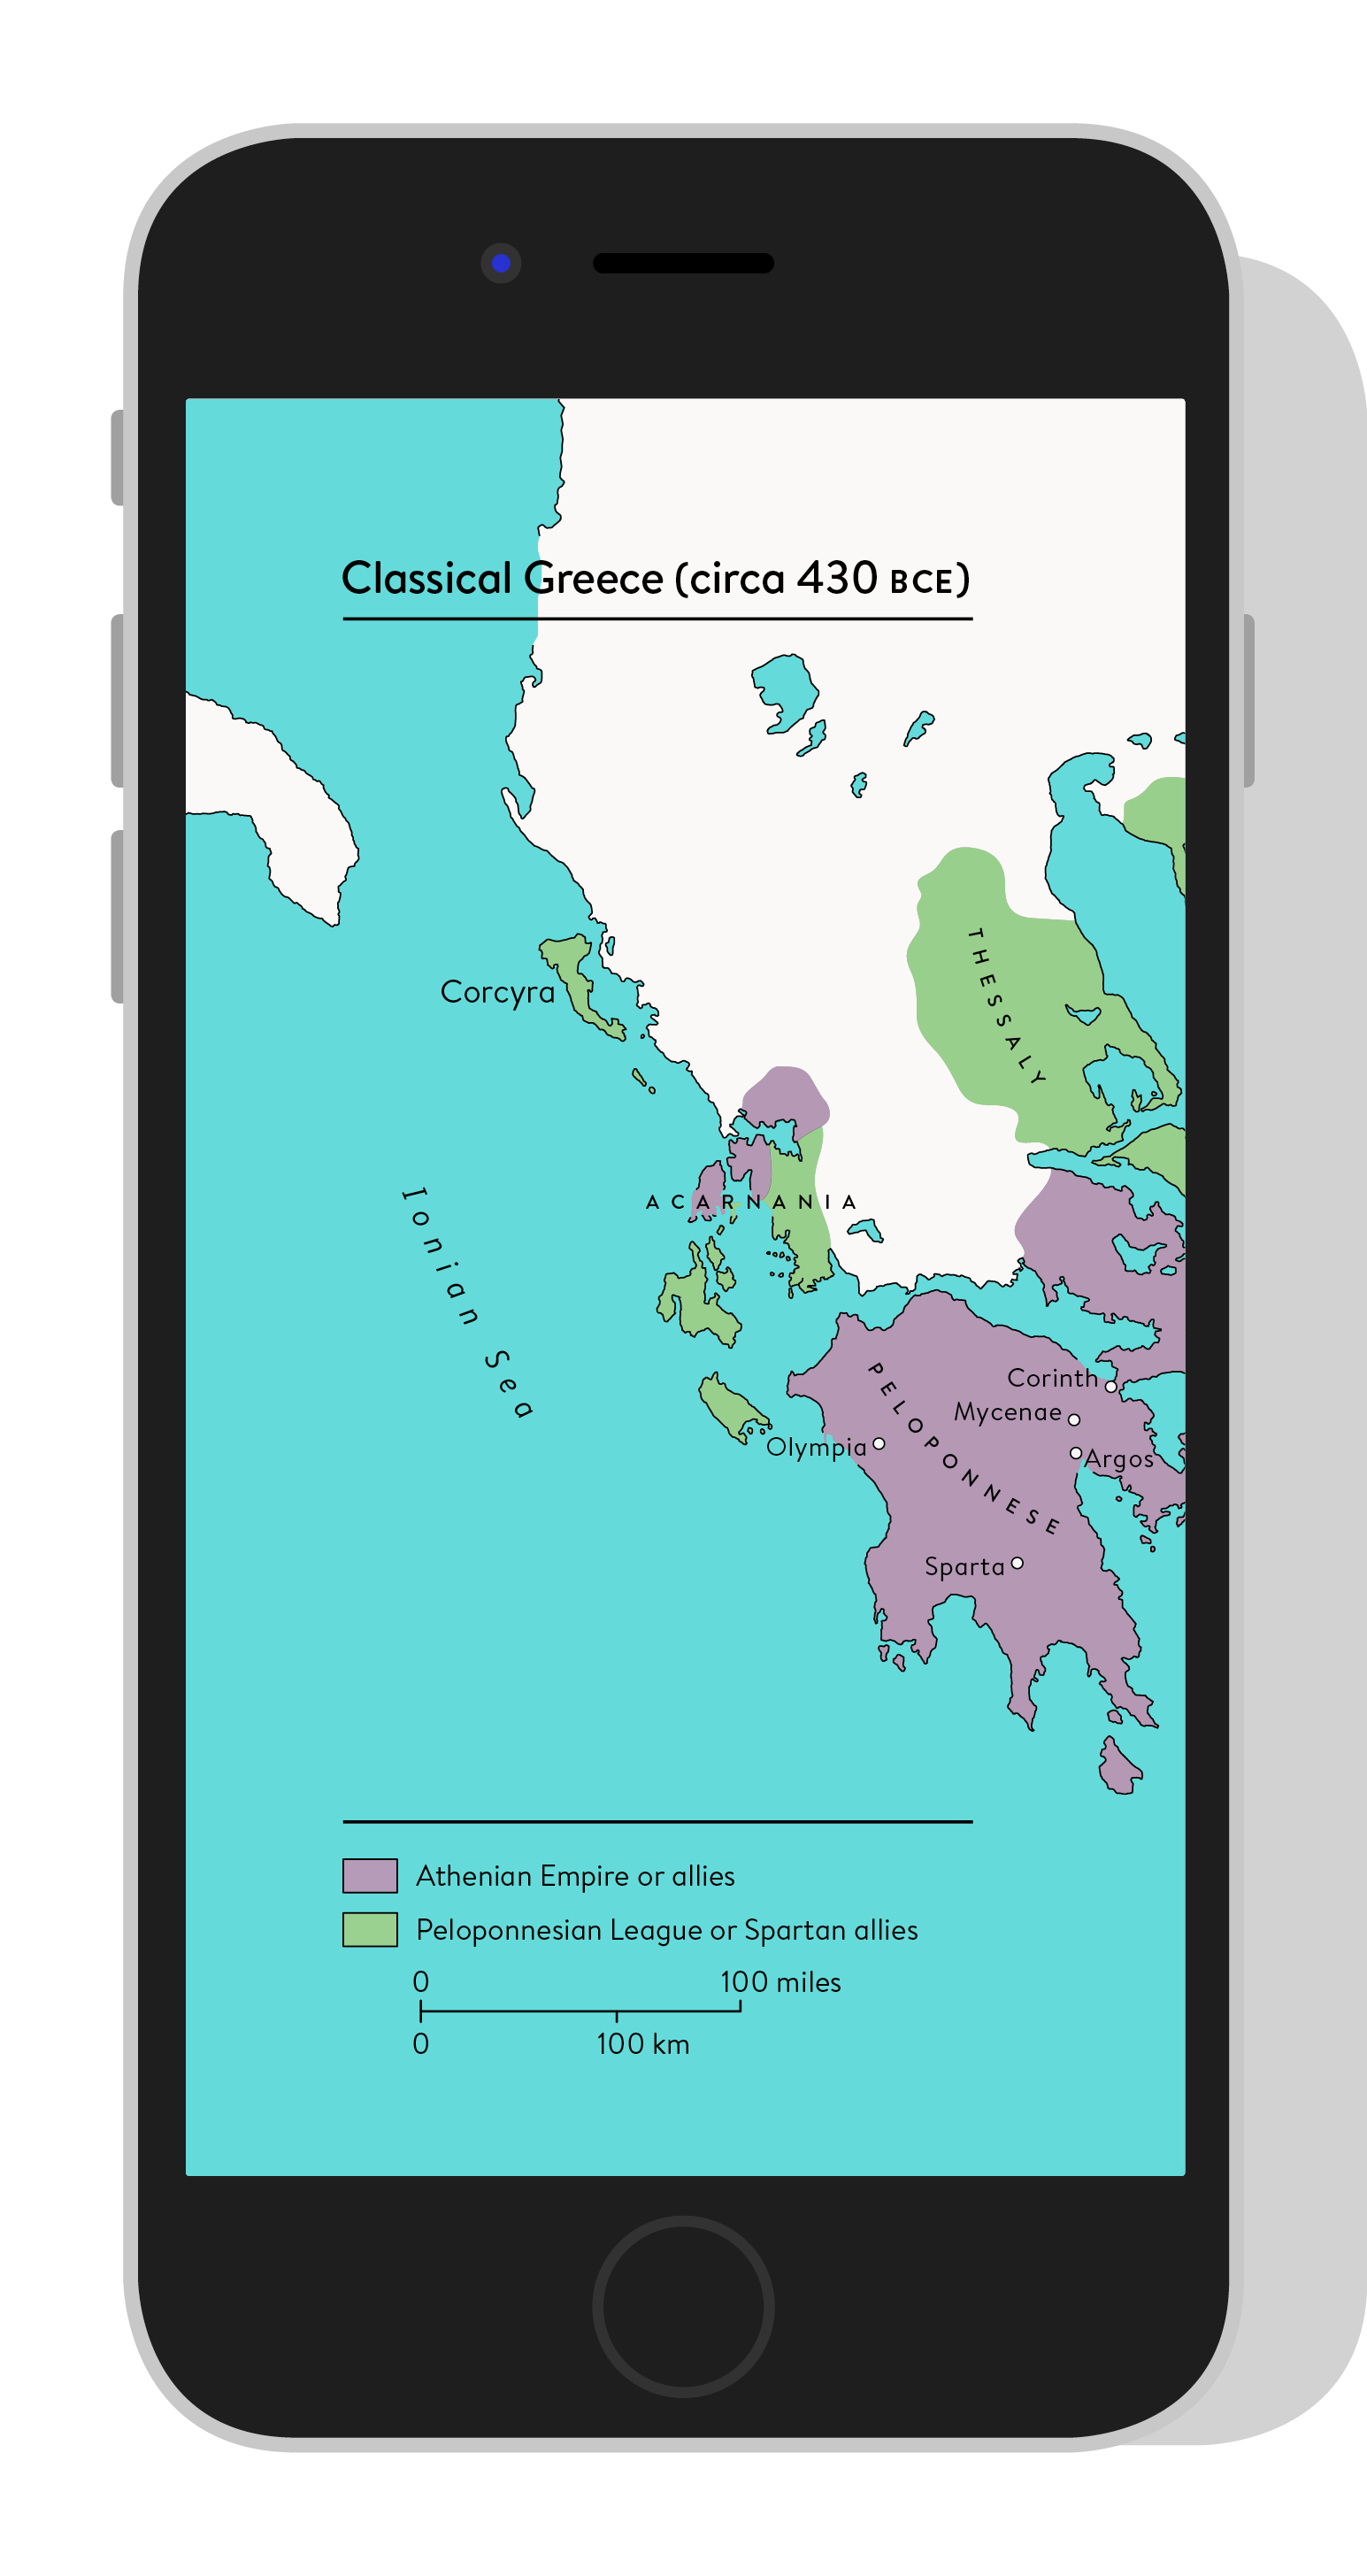 Classical Greece (circa 430 BCE)
Corcyra
THESSALY
ACARNANIA
Ionian Sea
PELOPONNESE
Corinth
Mycenae
Olympia
Argos
Sparta
Athenian Empire or allies
Peloponnesian League or Spartan allies
0 100 miles
0 100 km